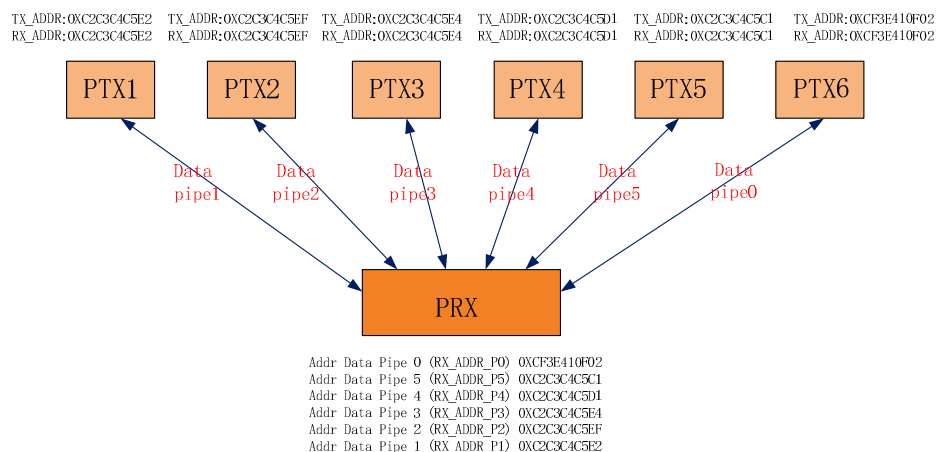 TX_ADDR:0XC2C3C4C5E2 TX_ADDR:0XC2C3C4C5EF TX_ADDR:0XC2C3C4C5E4 TX_ADDR:0XC2C3C4C5D1 TX_ADDR:0XC2C3C4C5C1 TX_ADDR:0XCF3E410F02
RX_ADDR:0XC2C3C4C5E2 RX_ADDR:0XC2C3C4C5EF RX_ADDR:0XC2C3C4C5E4 RX_ADDR:0XC2C3C4C5D1 RX_ADDR:0XC2C3C4C5C1 RX_ADDR:0XCF3E410F02
PTX1 PTX2 PTX3 PTX4 PTX5 PTX6
Data Data Data Data Data Data
pipe1 pipe2 pipe3 pipe4 pipe5 pipe0
PRX
Addr Data Pipe 0 (RX_ADDR_P0) 0XCF3E410F02
Addr Data Pipe 5 (RX_ADDR_P5) 0XC2C3C4C5C1
Addr Data Pipe 4 (RX_ADDR_P4) 0XC2C3C4C5D1
Addr Data Pipe 3 (RX_ADDR_P3) 0XC2C3C4C5E4
Addr Data Pipe 2 (RX_ADDR_P2) 0XC2C3C4C5EF
Addr Data Pipe 1 (RX_ADDR_P1) 0XC2C3C4C5E2